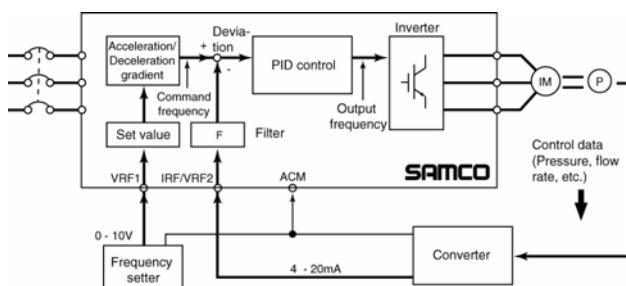 Acceleration/
Deceleration
gradient
+
Devia-
tion
-
PID control
Inverter
Command
frequency
Output
frequency
IM
P
Set value
F
Filter
Control data
(Pressure, flow
rate, etc.)
SAMCO
VRF1
IRF/VRF2
ACM
0 - 10V
Frequency
setter
4 - 20mA
Converter